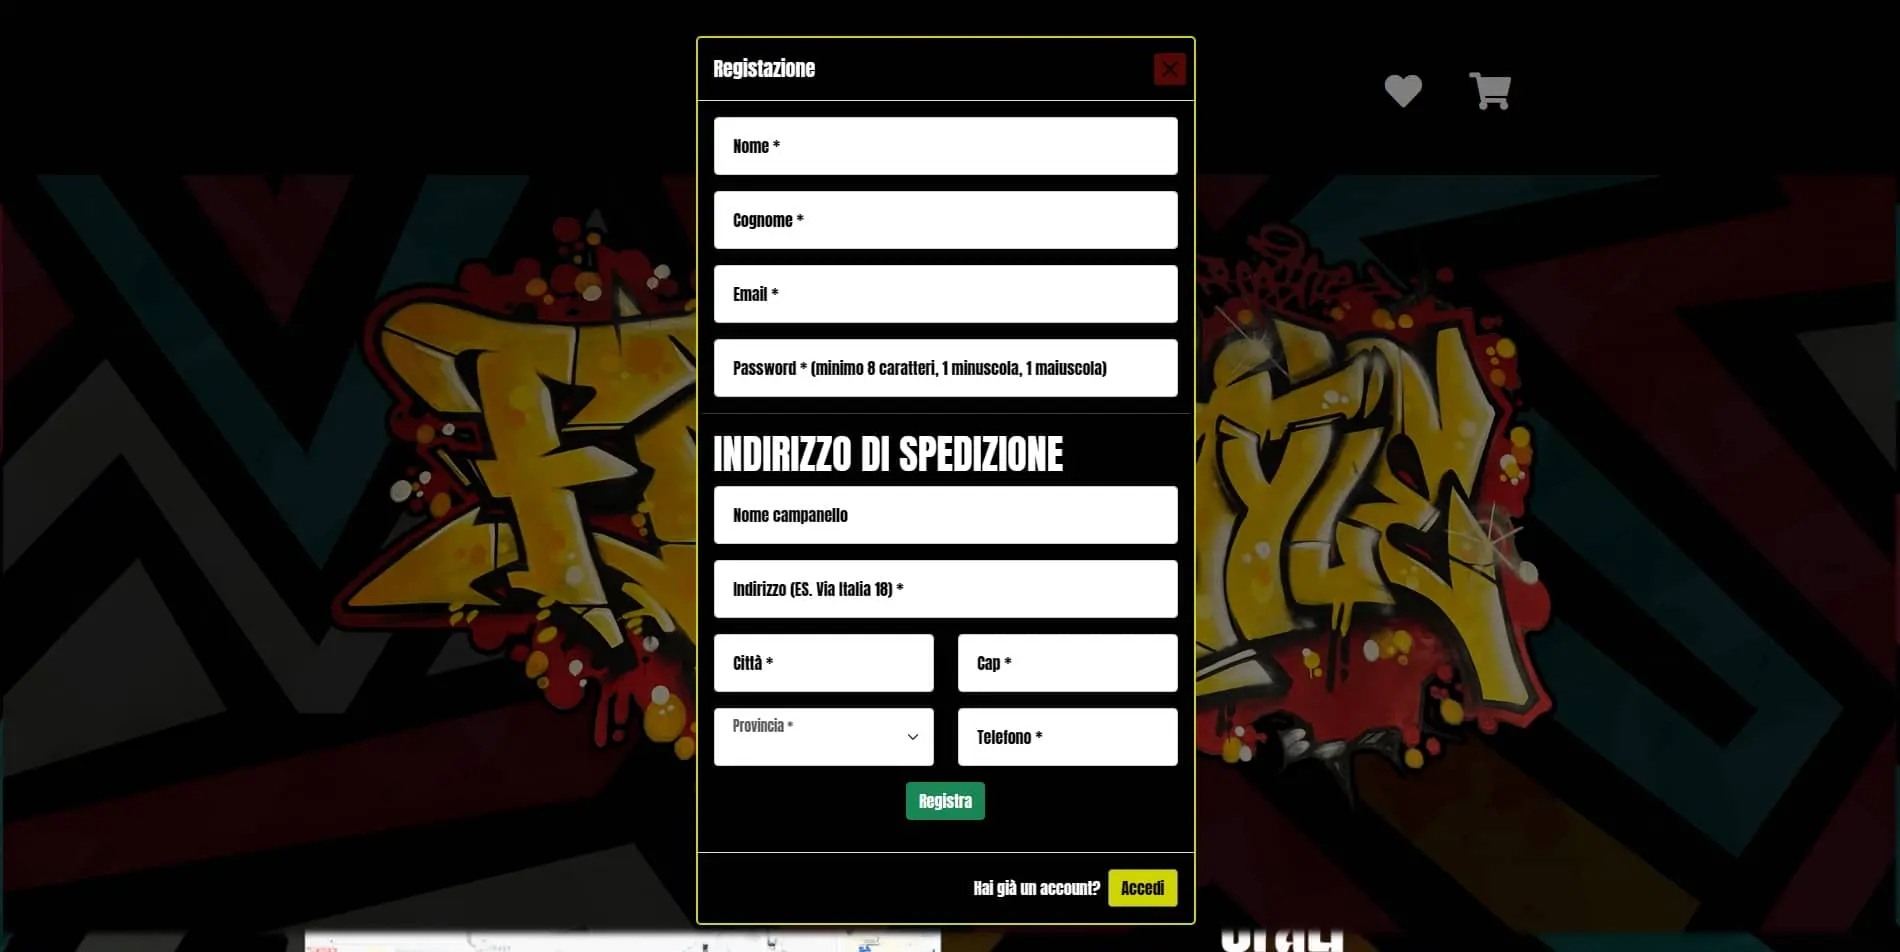 Registazione
Nome *
Cognome *
Email *
Password * (minimo 8 caratteri, 1 minuscola, 1 maiuscola)
INDIRIZZO DI SPEDIZIONE
Nome campanello
Indirizzo (ES. Via Italia 18) *
Città *
Cap *
Provincia *
Telefono *
Registra
Hai già un account?
Accedi